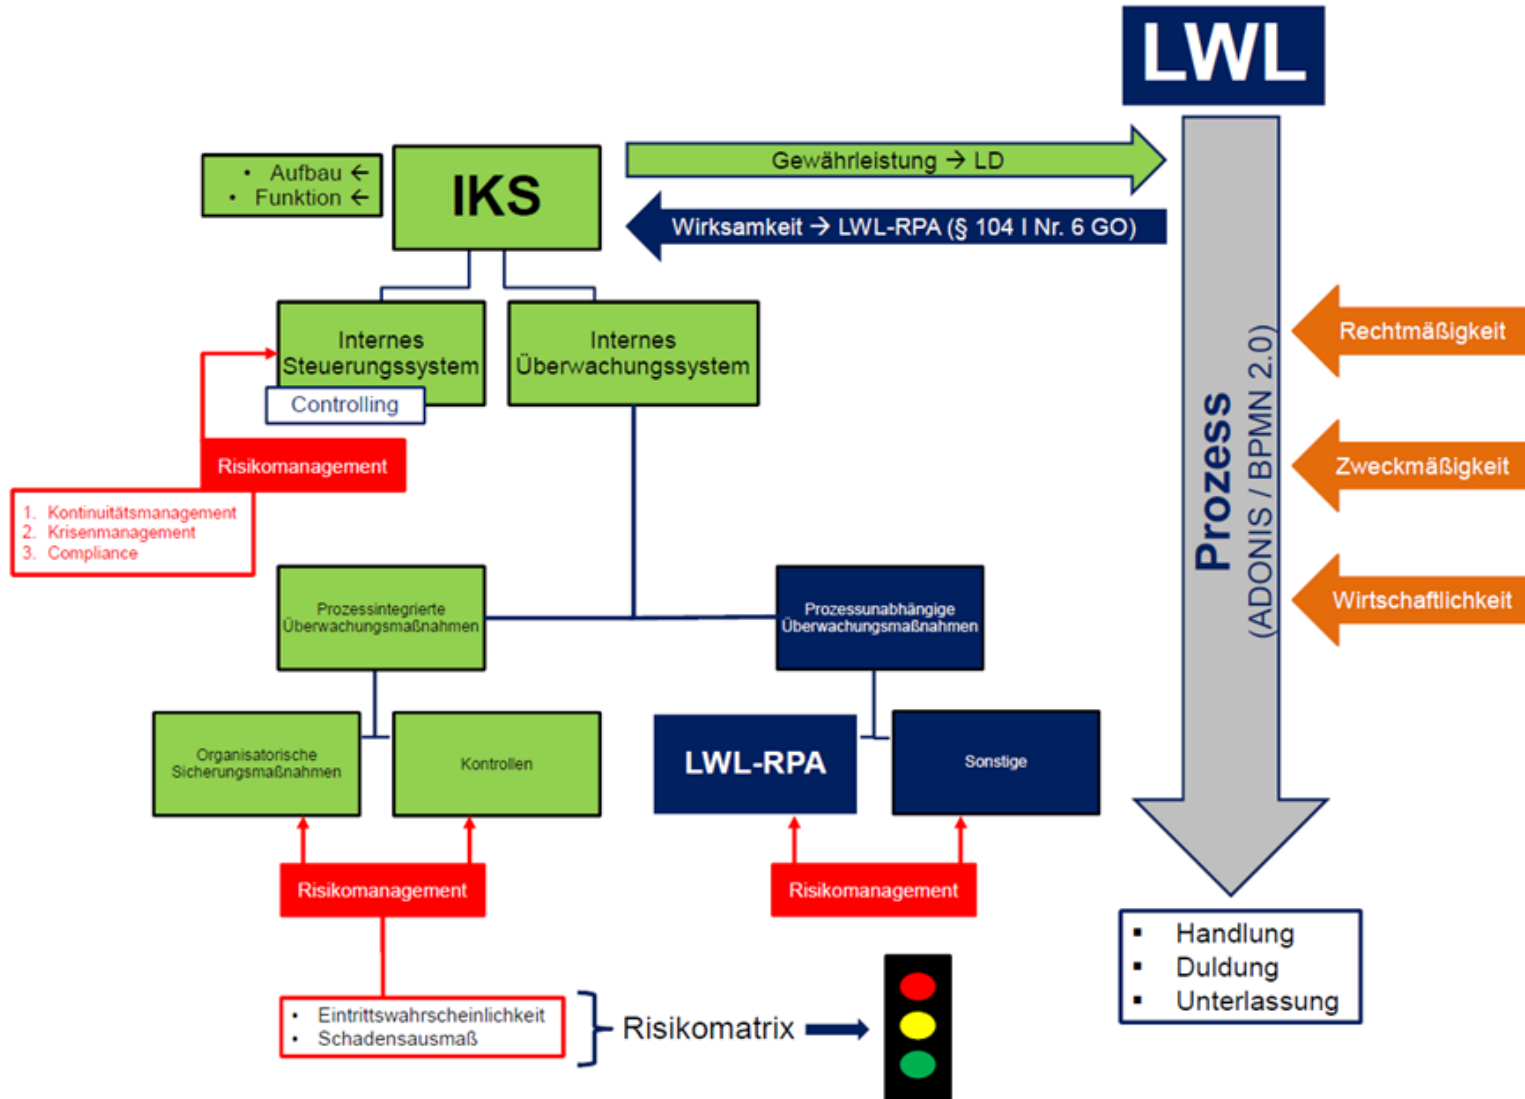 LWL
• Aufbau ←
• Funktion ←
IKS
Gewährleistung → LD
Wirksamkeit → LWL-RPA (§ 104 I Nr. 6 GO)
Internes
Steuerungssystem
Controlling
Internes
Überwachungssystem
Risikomanagement
1. Kontinuitätsmanagement
2. Krisenmanagement
3. Compliance
Prozessintegrierte
Überwachungsmaßnahmen
Prozessunabhängige
Überwachungsmaßnahmen
Organisatorische
Sicherungsmaßnahmen
Kontrollen
LWL-RPA
Sonstige
Risikomanagement
Risikomanagement
• Eintrittswahrscheinlichkeit
• Schadensausmaß
Risikomatrix
Prozess
(ADONIS / BPMN 2.0)
Rechtmäßigkeit
Zweckmäßigkeit
Wirtschaftlichkeit
▪ Handlung
▪ Duldung
▪ Unterlassung